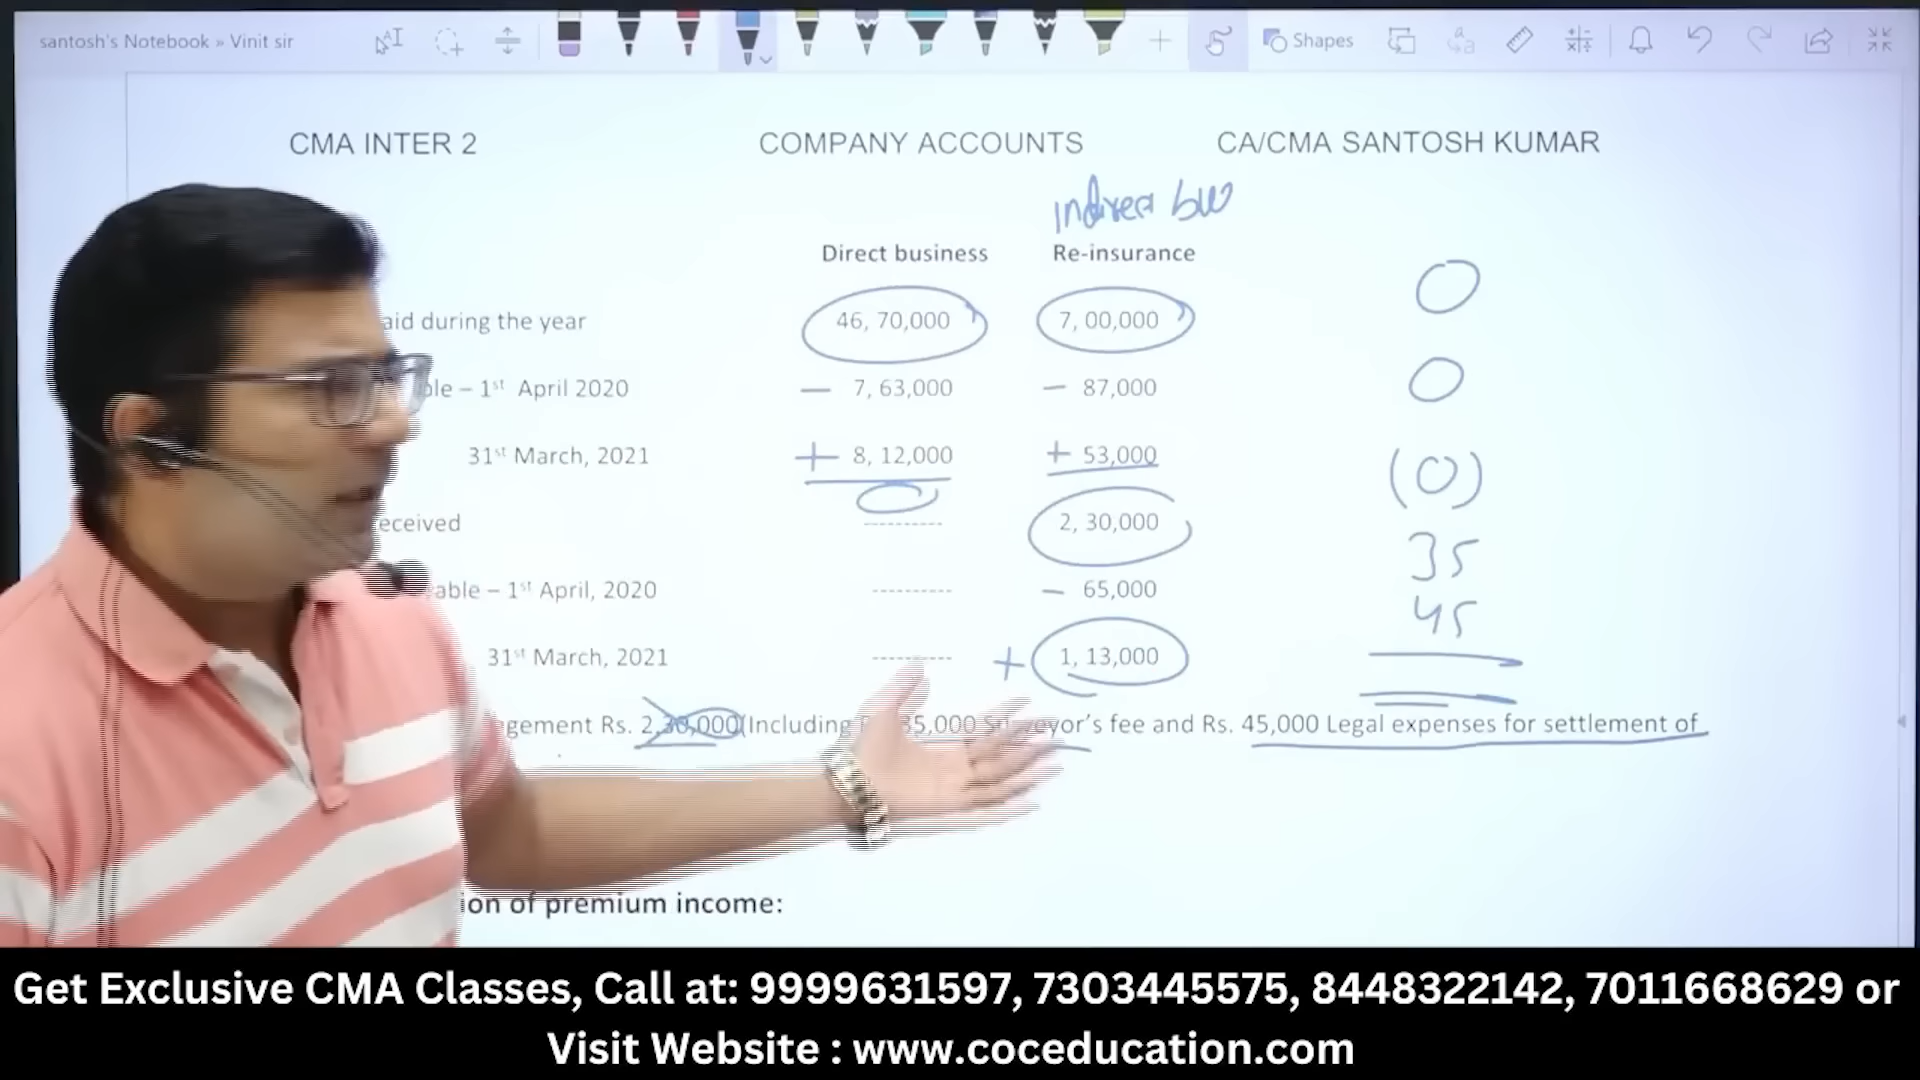 santosh's Notebook » Vinit sir
Shapes
CMA INTER 2 COMPANY ACCOUNTS CA/CMA SANTOSH KUMAR
Indirect bus
Direct business Re-insurance
aid during the year 46, 70,000 7, 00,000
ble – 1st April 2020 — 7, 63,000 — 87,000
31st March, 2021 + 8, 12,000 + 53,000
eceived ---------- 2, 30,000
35
able – 1st April, 2020 ---------- — 65,000
45
31st March, 2021 ---------- + 1, 13,000
gement Rs. 2,30,000(Including 35,000 Surveyor's fee and Rs. 45,000 Legal expenses for settlement of
ion of premium income:
Get Exclusive CMA Classes, Call at: 9999631597, 7303445575, 8448322142, 7011668629 or
Visit Website : www.coceducation.com